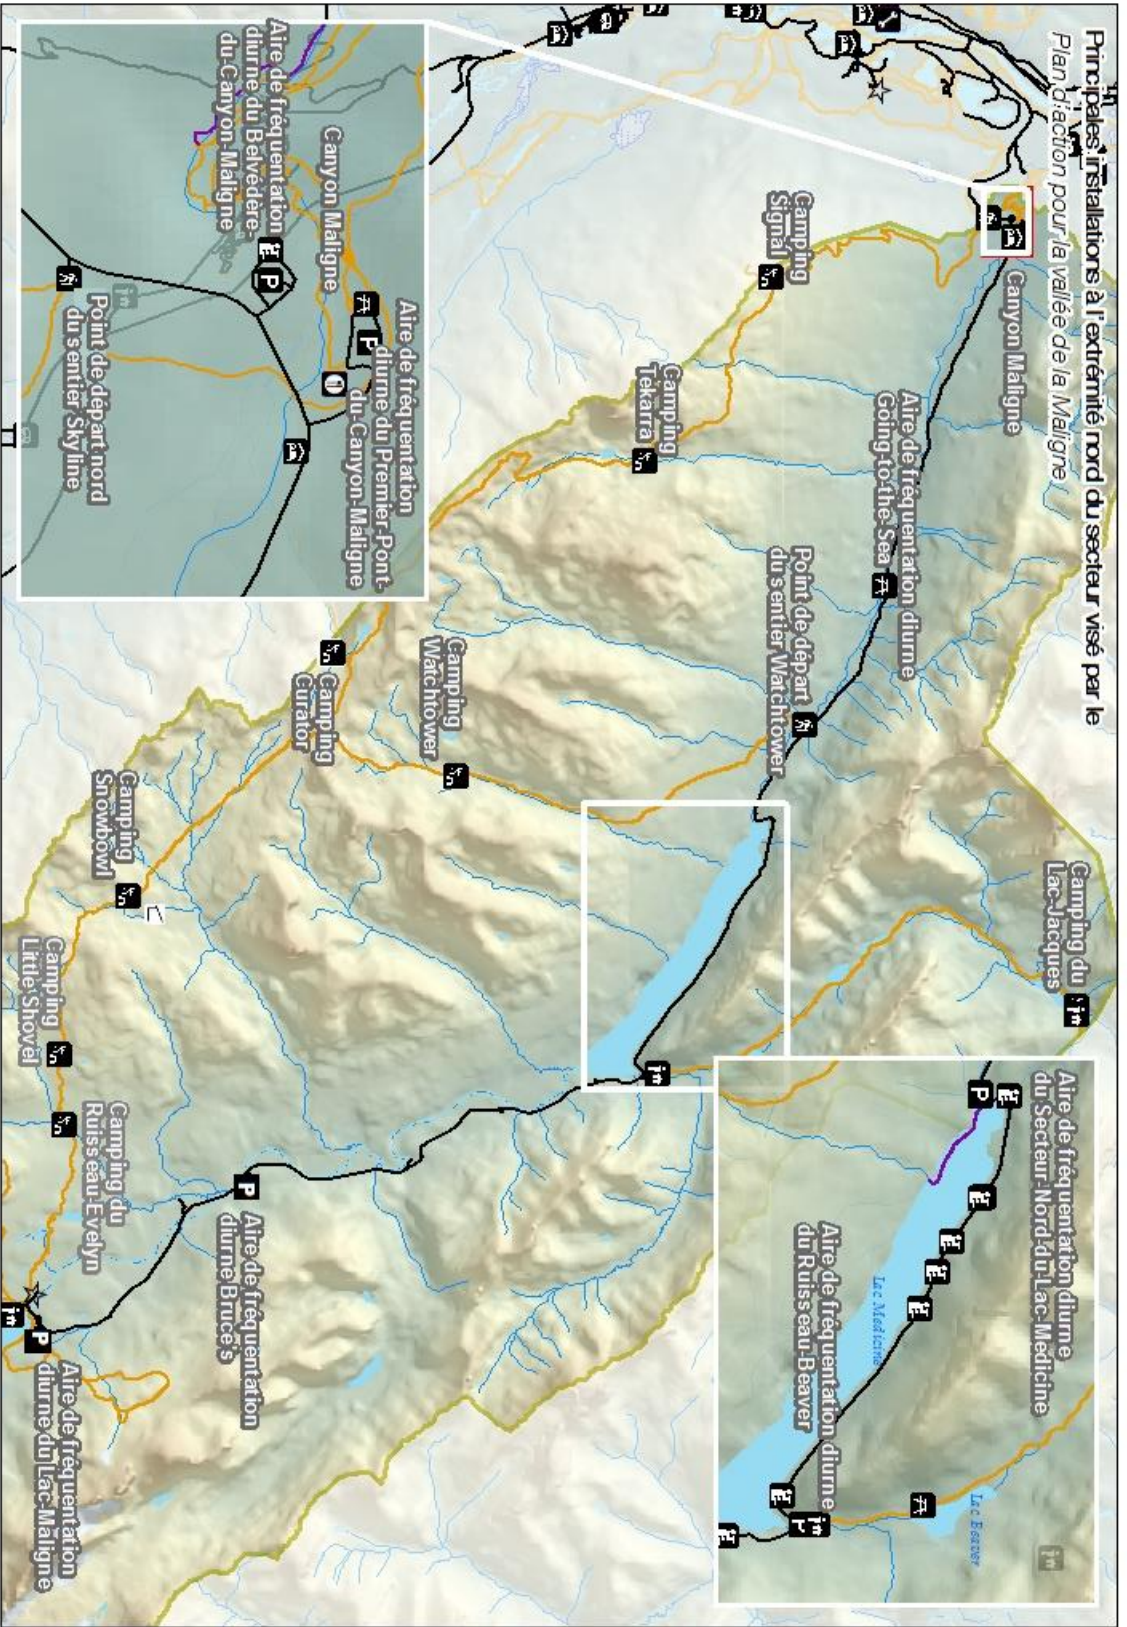 Principales installations à l'extrémité nord du secteur visé par le
Plan d'action pour la vallée de la Maligne
Canyon Maligne
Camping
Signal
Camping
Tekarra
Aire de fréquentation diurne
Going-to-the-Sea
Point de départ
du sentier Watchtower
Camping du
Lac-Jacques
Camping
Watchtower
Camping
Curator
Camping
Snowbowl
Camping
Little Shovel
Camping du
Ruisseau-Evelyn
Aire de fréquentation
diurne Bruce's
Aire de fréquentation
diurne du Lac-Maligne
Aire de fréquentation
diurne du Belvédère-
du-Canyon-Maligne
Canyon Maligne
Aire de fréquentation
diurne du Premier-Pont-
du-Canyon-Maligne
Point de départ nord
du sentier Skyline
P
P
Aire de fréquentation diurne
du Secteur-Nord-du-Lac-Medicine
P
Lac Medicine
Aire de fréquentation diurne
du Ruisseau-Beaver
Lac Beaver
P
P
P